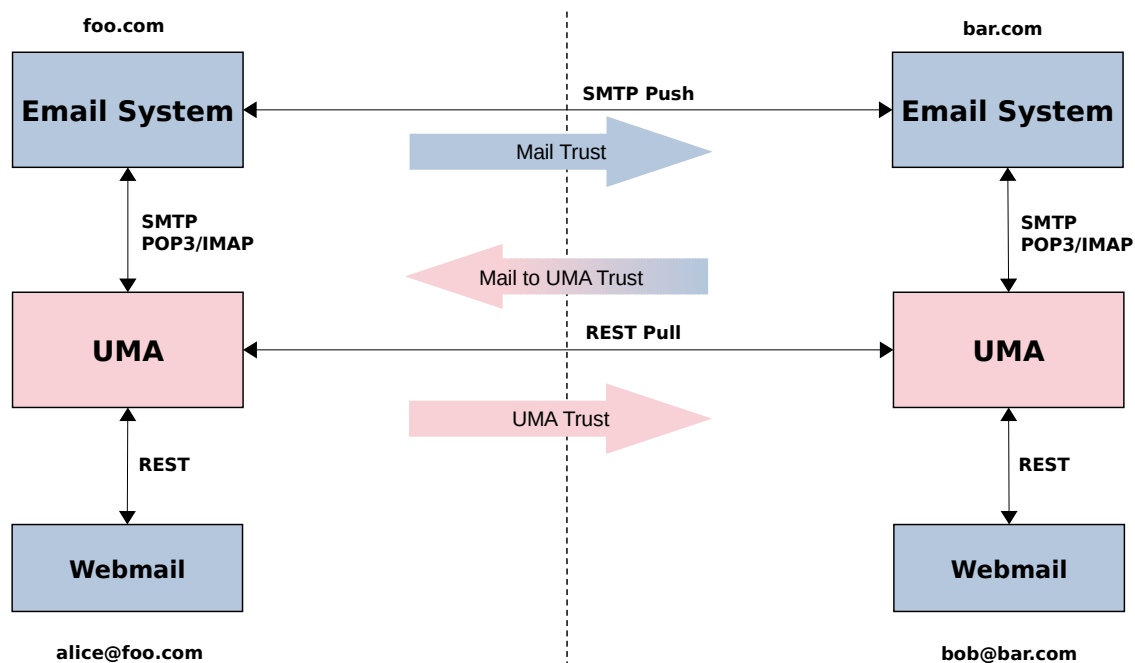 foo.com
bar.com
Email System
SMTP Push
Email System
Mail Trust
SMTP
POP3/IMAP
SMTP
POP3/IMAP
Mail to UMA Trust
UMA
REST Pull
UMA
UMA Trust
REST
REST
Webmail
Webmail
alice@foo.com
bob@bar.com